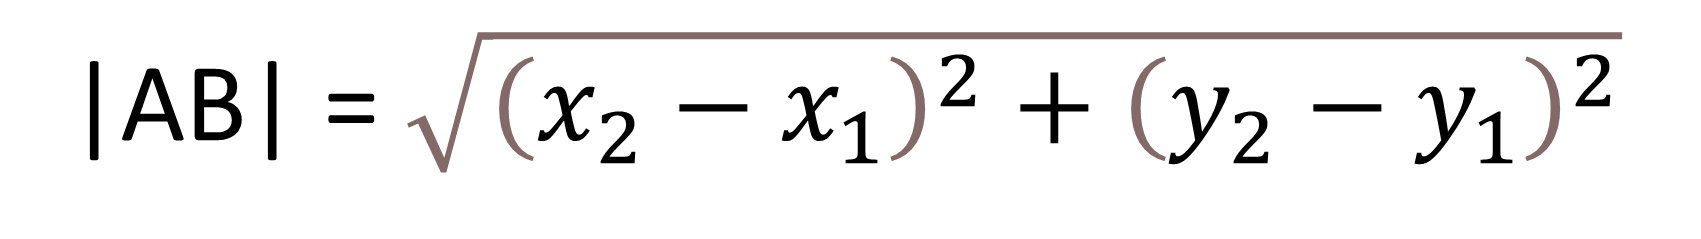 |AB| = √(x₂ − x₁)² + (y₂ − y₁)²